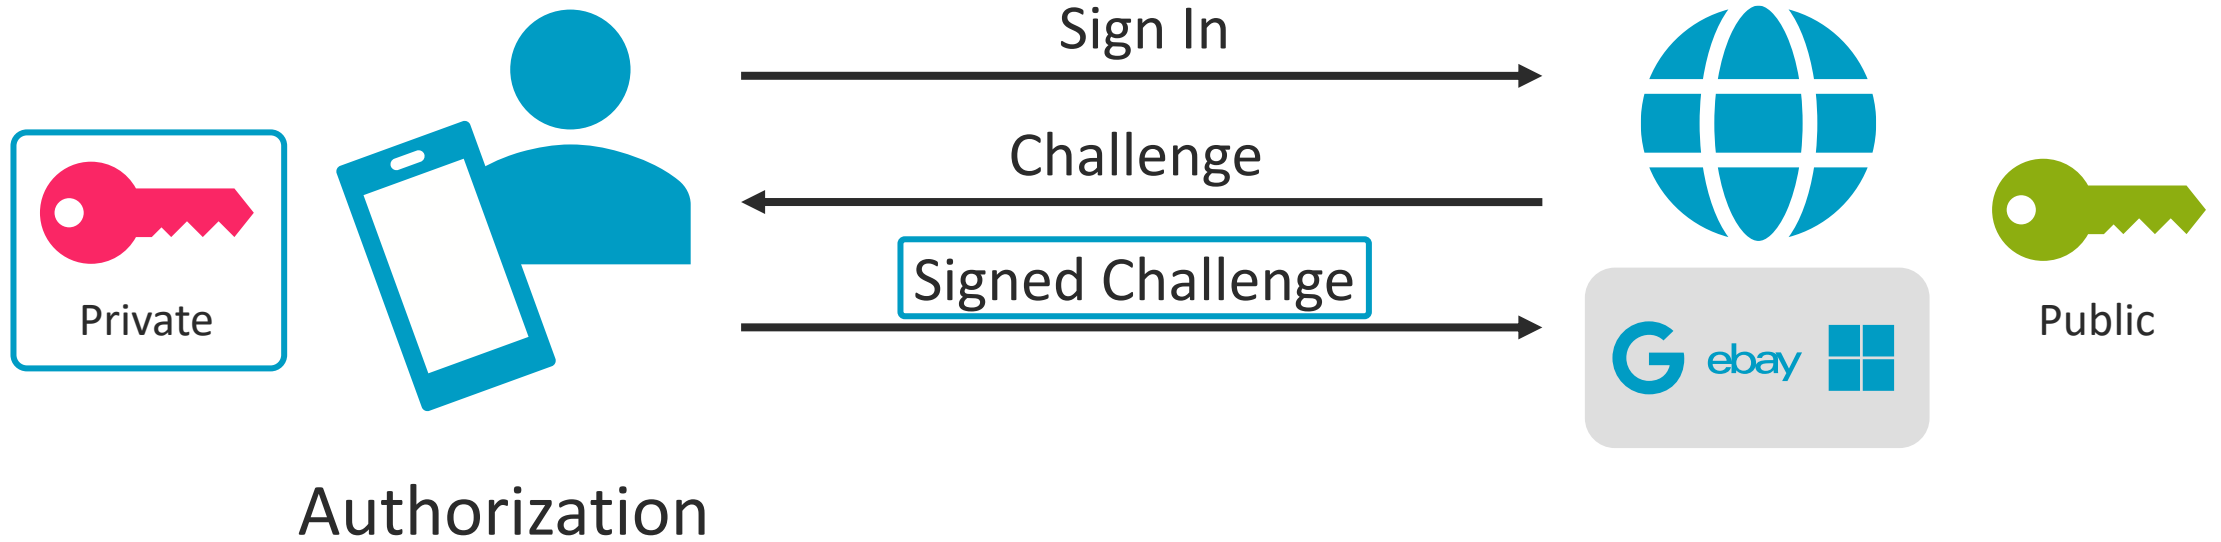 Sign In
Challenge
Signed Challenge
Private
Public
G ebay
Authorization